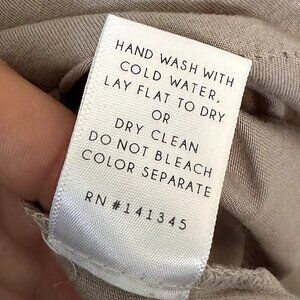 HAND WASH WITH
COLD WATER,
LAY FLAT TO DRY
OR
DRY CLEAN
DO NOT BLEACH
COLOR SEPARATE
RN #141345